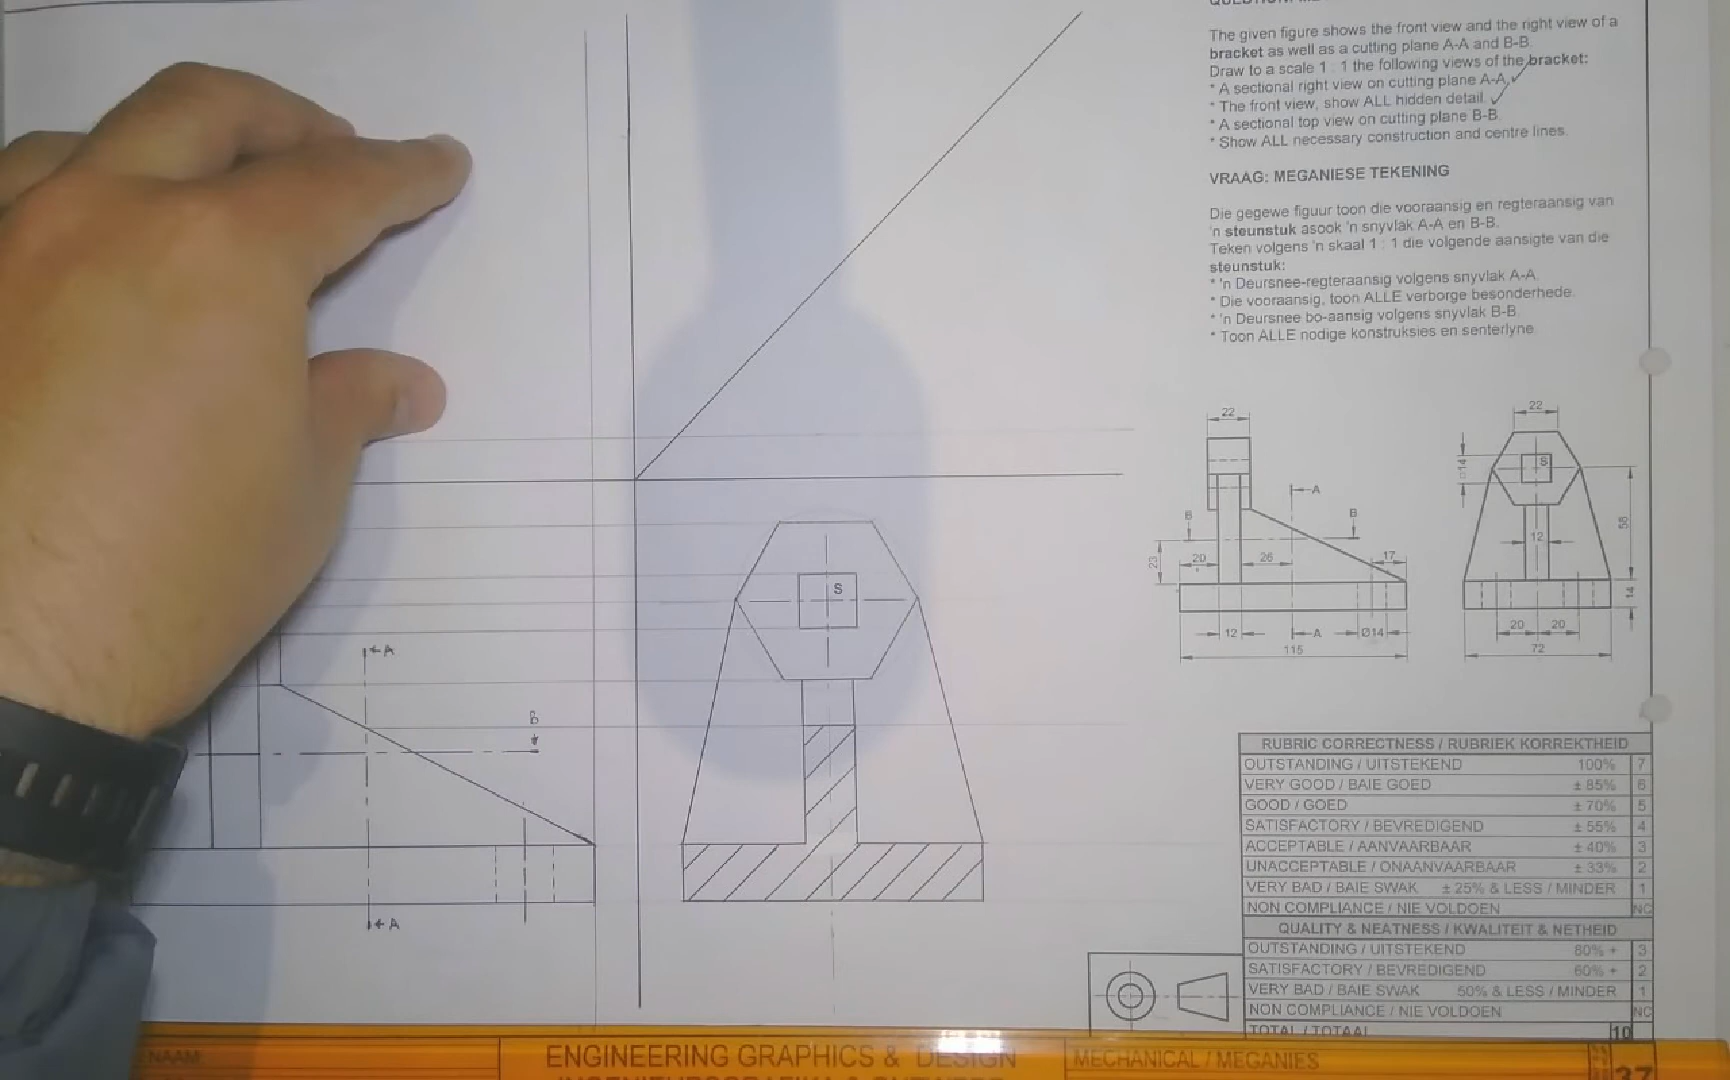 The given figure shows the front view and the right view of a
bracket as well as a cutting plane A-A and B-B.
Draw to a scale 1 : 1 the following views of the bracket:
* A sectional right view on cutting plane A-A.
* The front view, show ALL hidden detail.
* A sectional top view on cutting plane B-B.
* Show ALL necessary construction and centre lines.
VRAAG: MEGANIESE TEKENING
Die gegewe figuur toon die vooraansig en regteraansig van
'n steunstuk asook 'n snyvlak A-A en B-B.
Teken volgens 'n skaal 1 : 1 die volgende aansigte van die
steunstuk:
* 'n Deursnee-regteraansig volgens snyvlak A-A.
* Die vooraansig, toon ALLE verborge besonderhede.
* 'n Deursnee bo-aansig volgens snyvlak B-B.
* Toon ALLE nodige konstruksies en senterlyne.
22
A
B
B
23
20
26
17
12
A
Ø14
115
22
□14
S
12
58
14
20
20
72
S
A
B
A
RUBRIC CORRECTNESS / RUBRIEK KORREKTHEID
OUTSTANDING / UITSTEKEND 100% 7
VERY GOOD / BAIE GOED ± 85% 6
GOOD / GOED ± 70% 5
SATISFACTORY / BEVREDIGEND ± 55% 4
ACCEPTABLE / AANVAARBAAR ± 40% 3
UNACCEPTABLE / ONAANVAARBAAR ± 33% 2
VERY BAD / BAIE SWAK ± 25% & LESS / MINDER 1
NON COMPLIANCE / NIE VOLDOEN NC
QUALITY & NEATNESS / KWALITEIT & NETHEID
OUTSTANDING / UITSTEKEND 80% + 3
SATISFACTORY / BEVREDIGEND 60% + 2
VERY BAD / BAIE SWAK 50% & LESS / MINDER 1
NON COMPLIANCE / NIE VOLDOEN NC
TOTAL / TOTAAL 10
NAAM
ENGINEERING GRAPHICS & DESIGN
MECHANICAL / MEGANIES
37